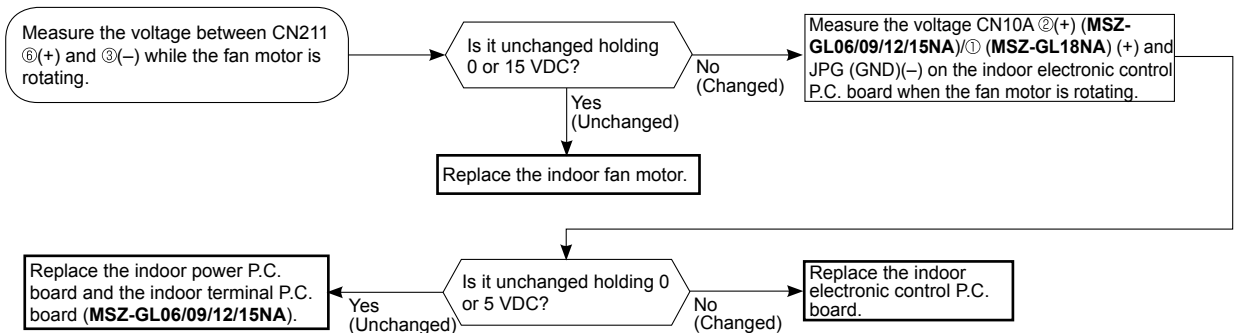 Measure the voltage between CN211
⑥(+) and ③(–) while the fan motor is
rotating.
Is it unchanged holding
0 or 15 VDC?
No
(Changed)
Measure the voltage CN10A ②(+) (MSZ-
GL06/09/12/15NA)/① (MSZ-GL18NA) (+) and
JPG (GND)(–) on the indoor electronic control
P.C. board when the fan motor is rotating.
Yes
(Unchanged)
Replace the indoor fan motor.
Replace the indoor power P.C.
board and the indoor terminal P.C.
board (MSZ-GL06/09/12/15NA).
Yes
(Unchanged)
Is it unchanged holding 0
or 5 VDC?
No
(Changed)
Replace the indoor
electronic control P.C.
board.